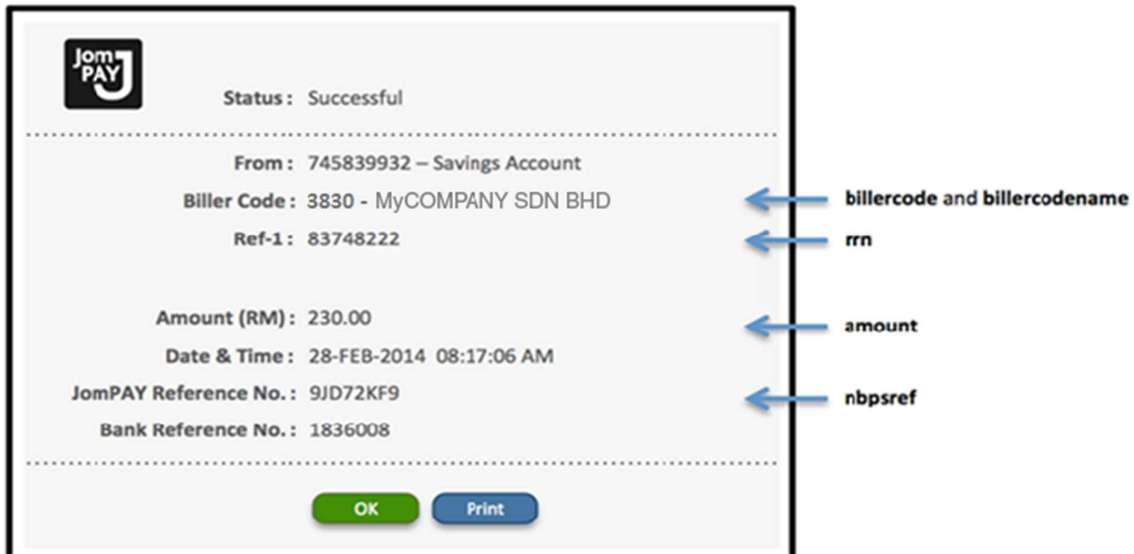 Jom
PAY
Status : Successful
From : 745839932 – Savings Account
Biller Code : 3830 - MyCOMPANY SDN BHD billercode and billercodename
Ref-1 : 83748222 rrn
Amount (RM) : 230.00 amount
Date & Time : 28-FEB-2014 08:17:06 AM
JomPAY Reference No. : 9JD72KF9 nbpsref
Bank Reference No. : 1836008
OK Print